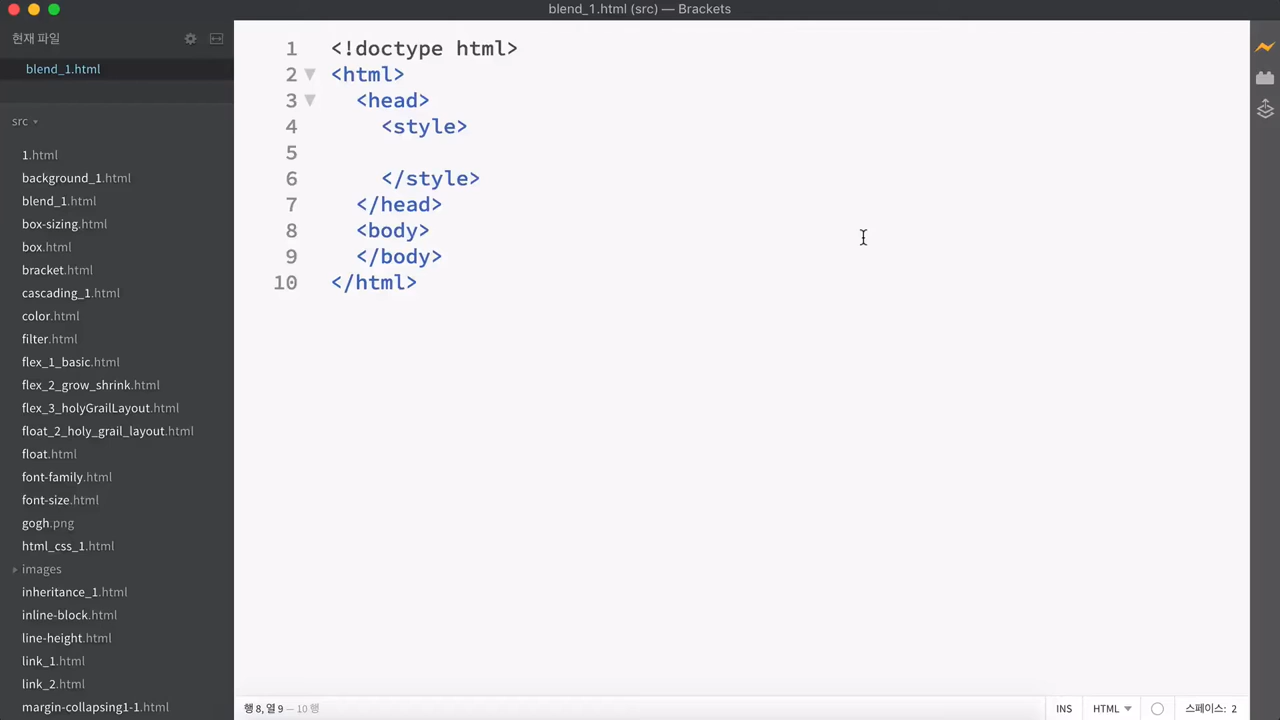 blend_1.html (src) — Brackets
현재 파일
blend_1.html
src
1.html
background_1.html
blend_1.html
box-sizing.html
box.html
bracket.html
cascading_1.html
color.html
filter.html
flex_1_basic.html
flex_2_grow_shrink.html
flex_3_holyGrailLayout.html
float_2_holy_grail_layout.html
float.html
font-family.html
font-size.html
gogh.png
html_css_1.html
images
inheritance_1.html
inline-block.html
line-height.html
link_1.html
link_2.html
margin-collapsing1-1.html
1 <!doctype html>
2 <html>
3 <head>
4 <style>
5
6 </style>
7 </head>
8 <body>
9 </body>
10 </html>
행 8, 열 9 — 10 행
INS
HTML
스페이스: 2